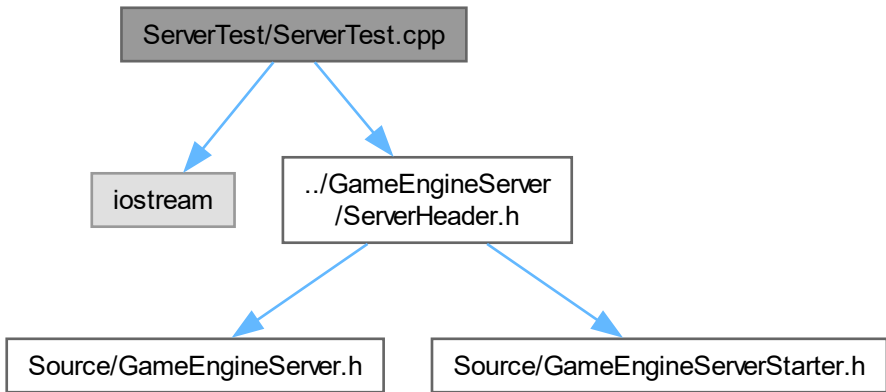 ServerTest/ServerTest.cpp
iostream
../GameEngineServer
/ServerHeader.h
Source/GameEngineServer.h
Source/GameEngineServerStarter.h